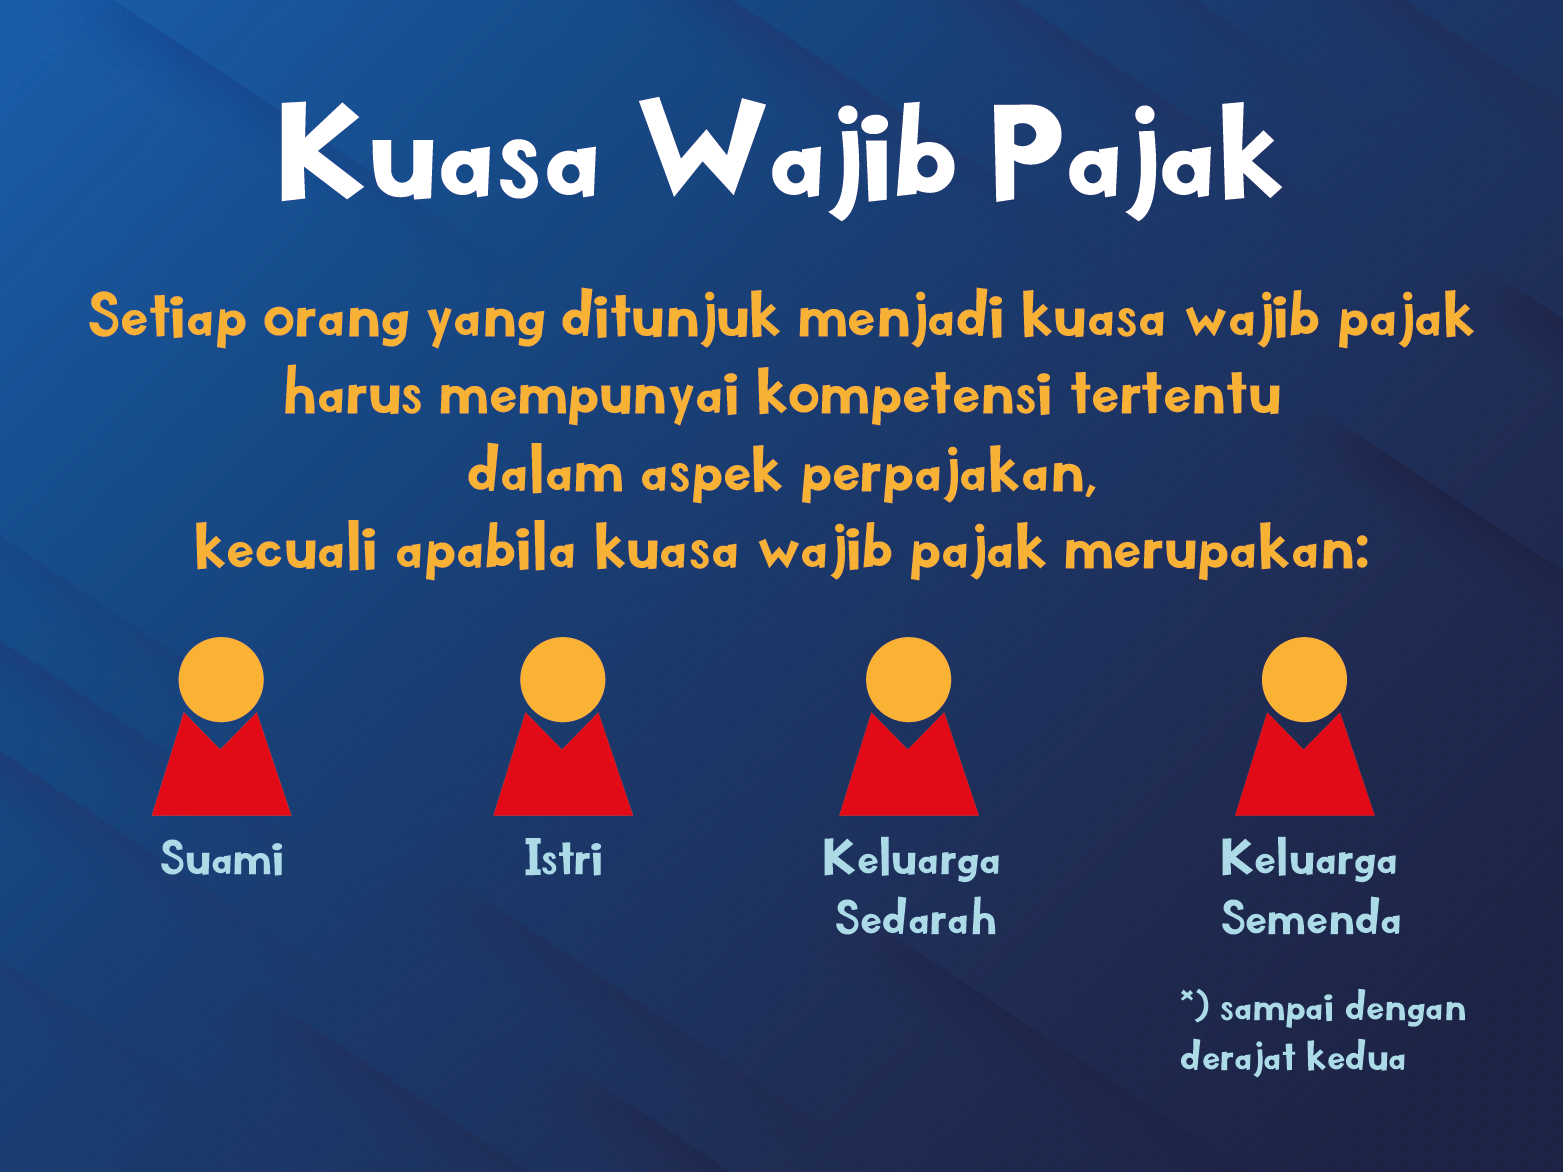 Kuasa Wajib Pajak
Setiap orang yang ditunjuk menjadi kuasa wajib pajak
harus mempunyai kompetensi tertentu
dalam aspek perpajakan,
kecuali apabila kuasa wajib pajak merupakan:
Suami
Istri
Keluarga
Sedarah
Keluarga
Semenda
*) sampai dengan
derajat kedua